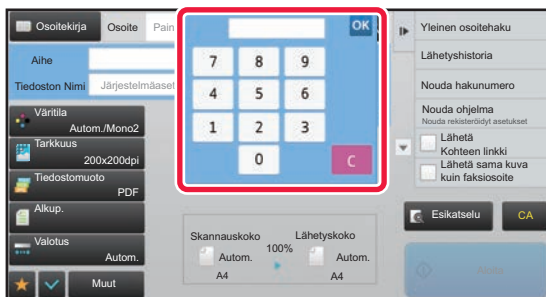 Osoitekirja
Osoite
Pain
OK
Yleinen osoitehaku
Aihe
Lähetyshistoria
Tiedoston Nimi
Järjestelmäaset
7 8 9
Nouda hakunumero
4 5 6
Nouda ohjelma
Nouda rekisteröidyt asetukset
Väritila
Autom./Mono2
1 2 3
Lähetä
Kohteen linkki
Tarkkuus
200x200dpi
0 C
Lähetä sama kuva
kuin faksiosoite
Tiedostomuoto
PDF
Alkup.
Esikatselu
CA
Skannauskoko
Lähetyskoko
100%
Autom.
A4
Autom.
A4
Valotus
Autom.
Muut